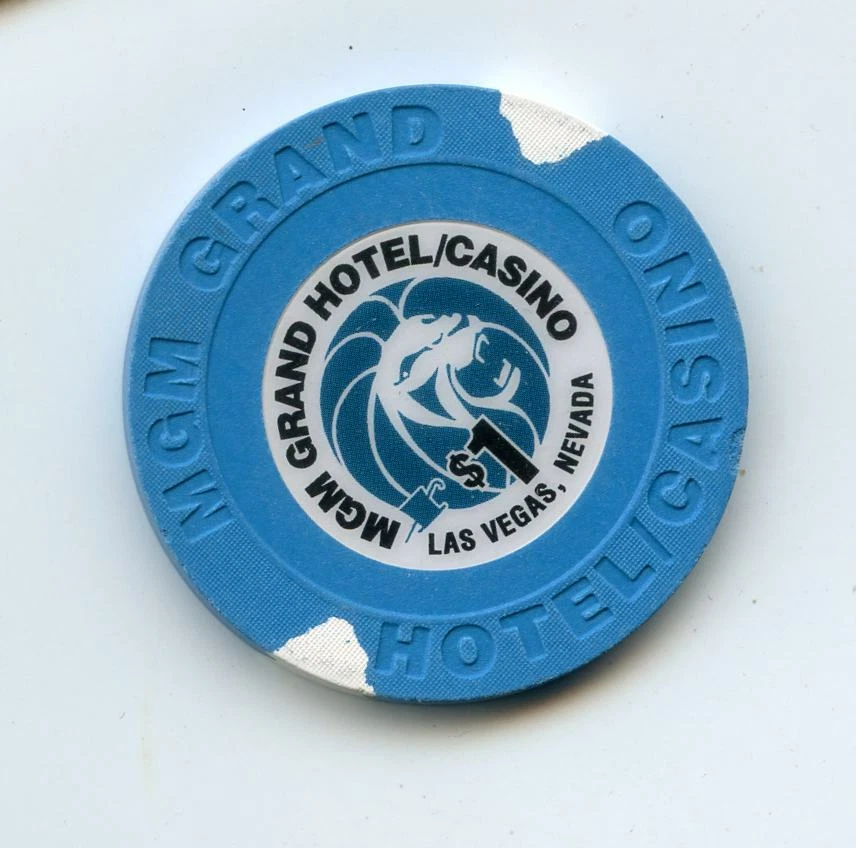 MGM GRAND
HOTEL/CASINO
MGM GRAND HOTEL/CASINO
$1
LAS VEGAS, NEVADA